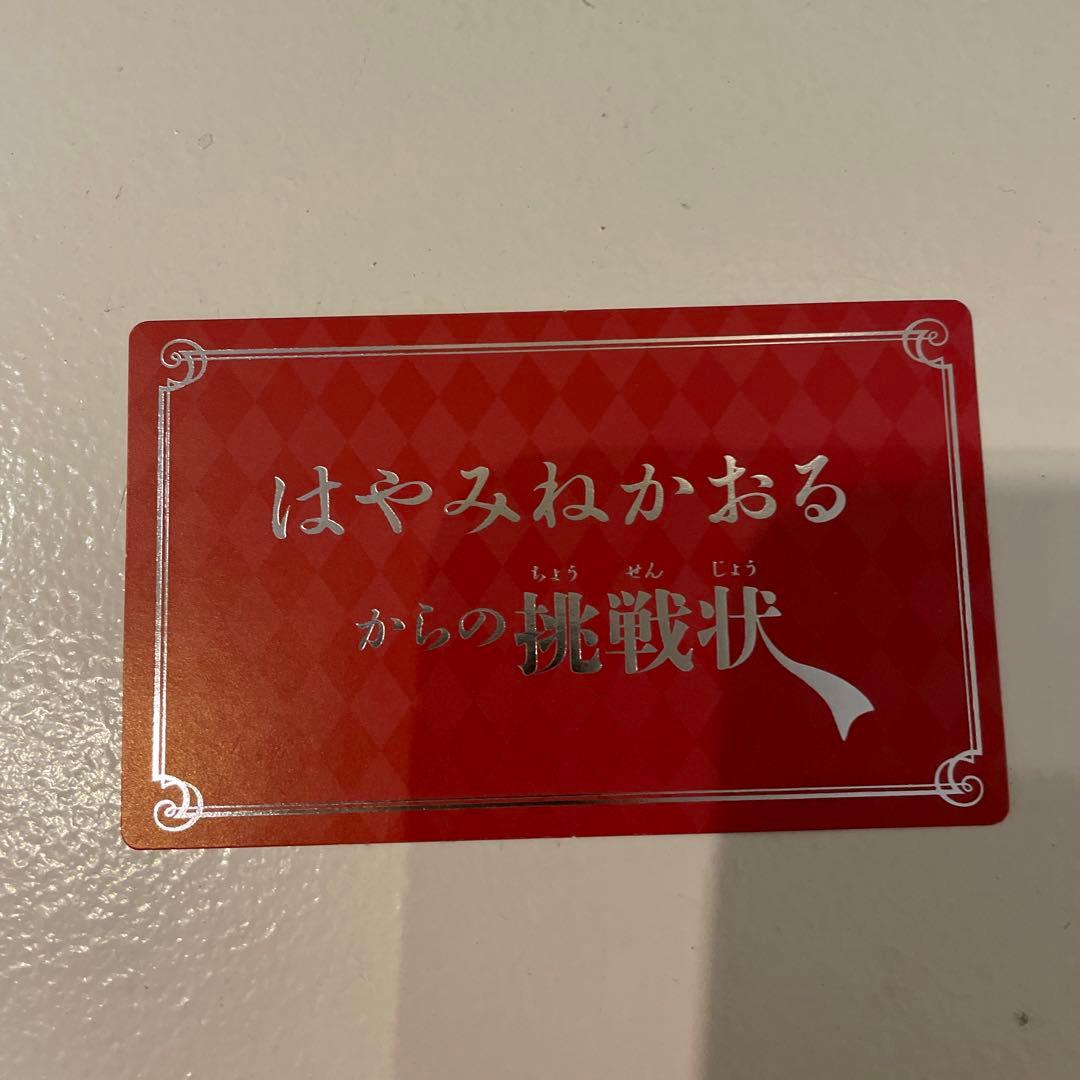 はやみねかおる
ちょう せん じょう
からの挑戦状